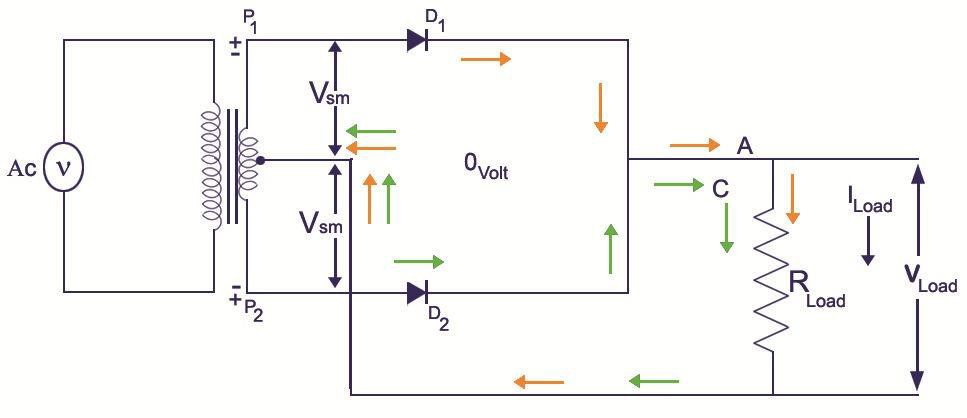 P1
D1
+
-
Vsm
Ac
ν
0Volt
A
C
ILoad
Vsm
RLoad
VLoad
-
+
P2
D2